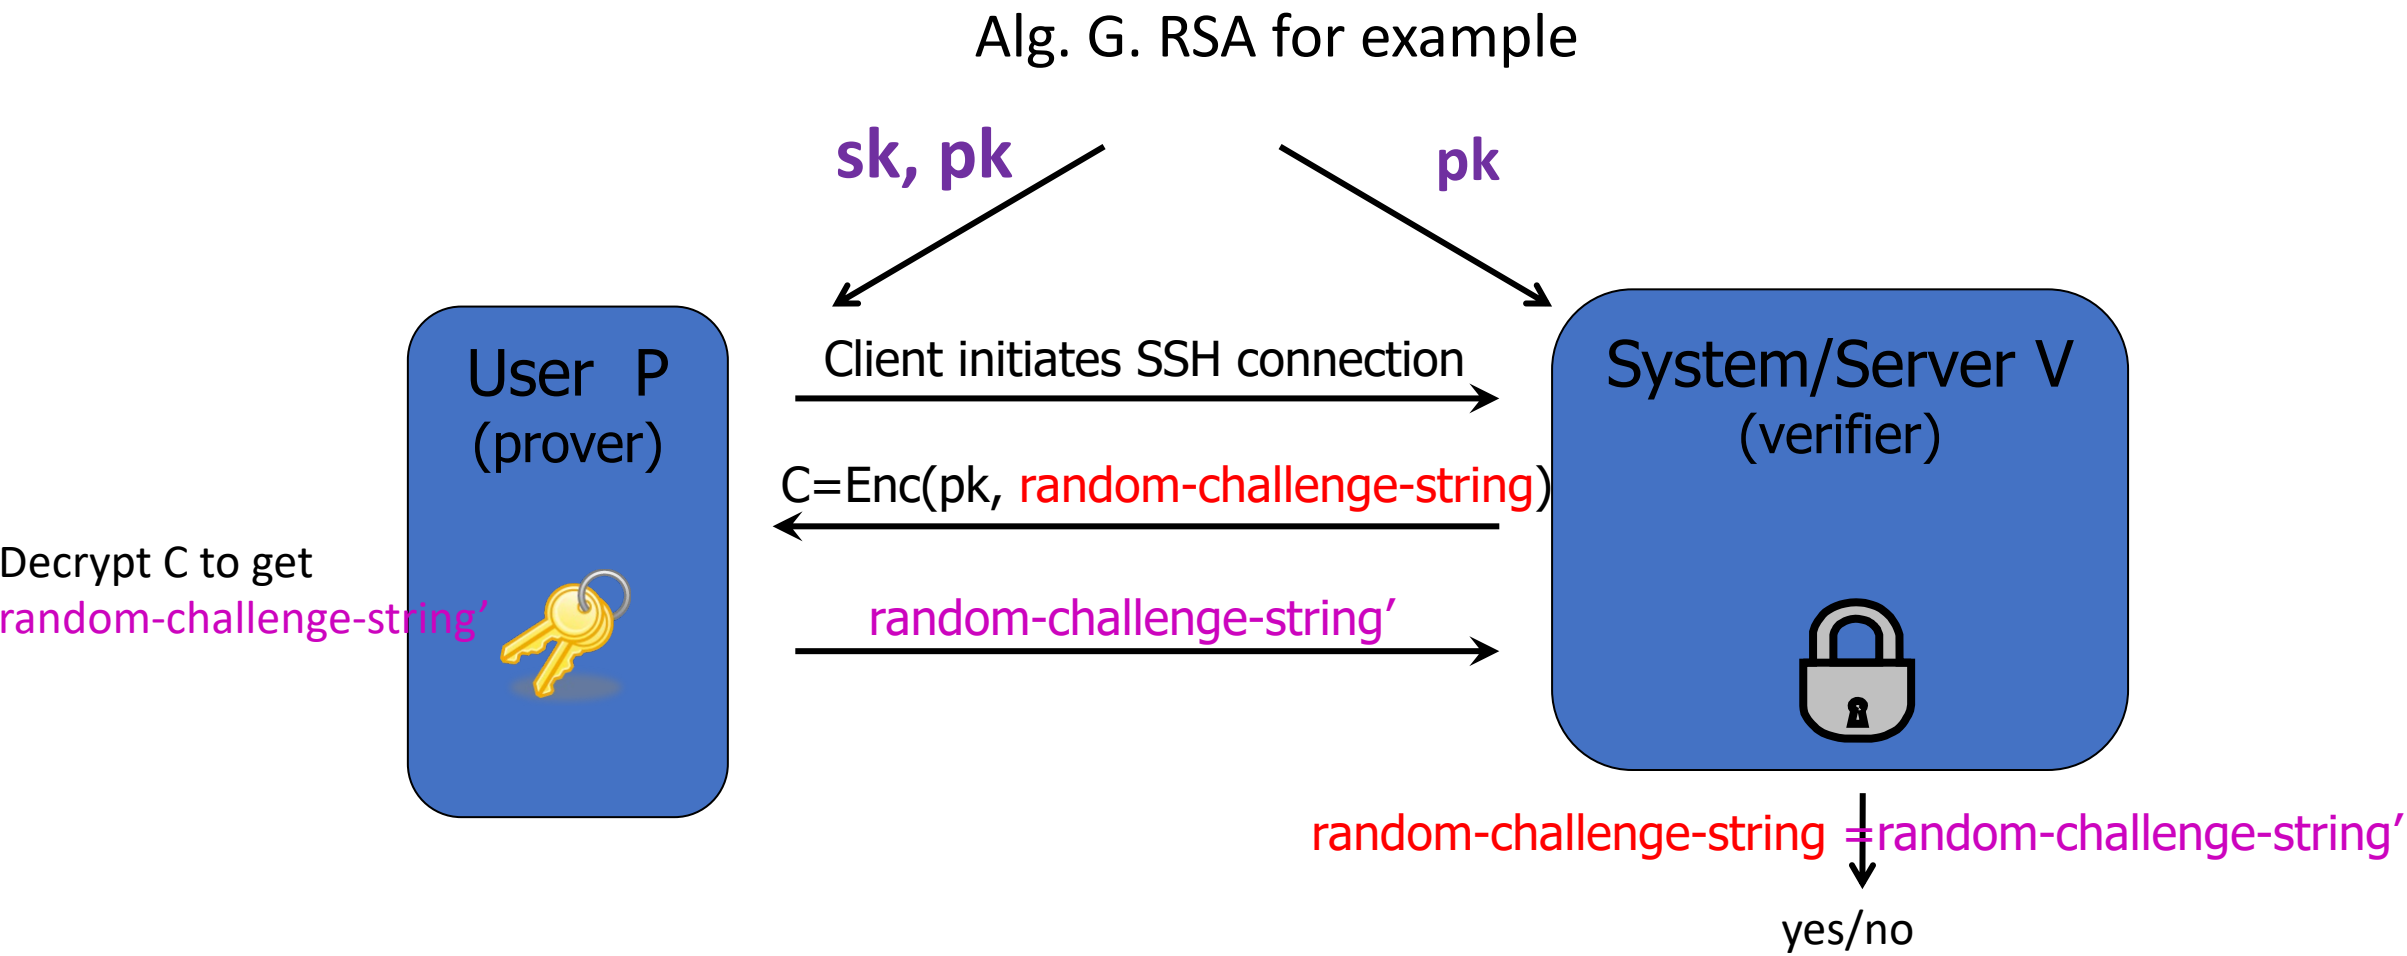 Alg. G. RSA for example
sk, pk
pk
User P
(prover)
Client initiates SSH connection
System/Server V
(verifier)
C=Enc(pk, random-challenge-string)
Decrypt C to get
random-challenge-string’
random-challenge-string’
random-challenge-string =random-challenge-string’
yes/no